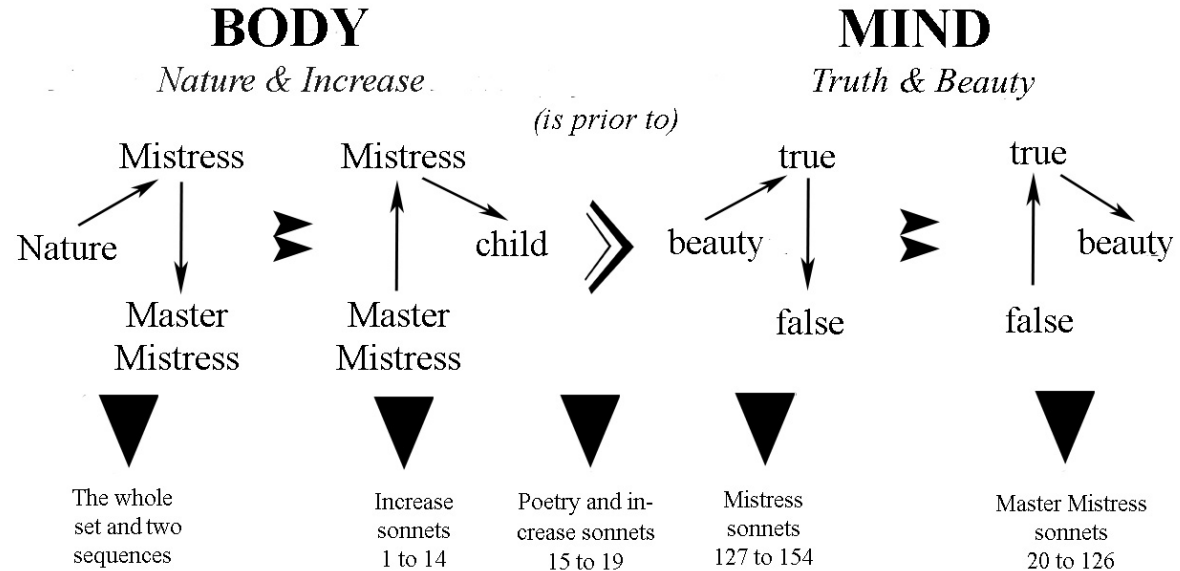 BODY
MIND
Nature & Increase
Truth & Beauty
(is prior to)
Mistress
Mistress
true
true
Nature
child
beauty
beauty
Master
Mistress
Master
Mistress
false
false
The whole
set and two
sequences
Increase
sonnets
1 to 14
Poetry and in-
crease sonnets
15 to 19
Mistress
sonnets
127 to 154
Master Mistress
sonnets
20 to 126